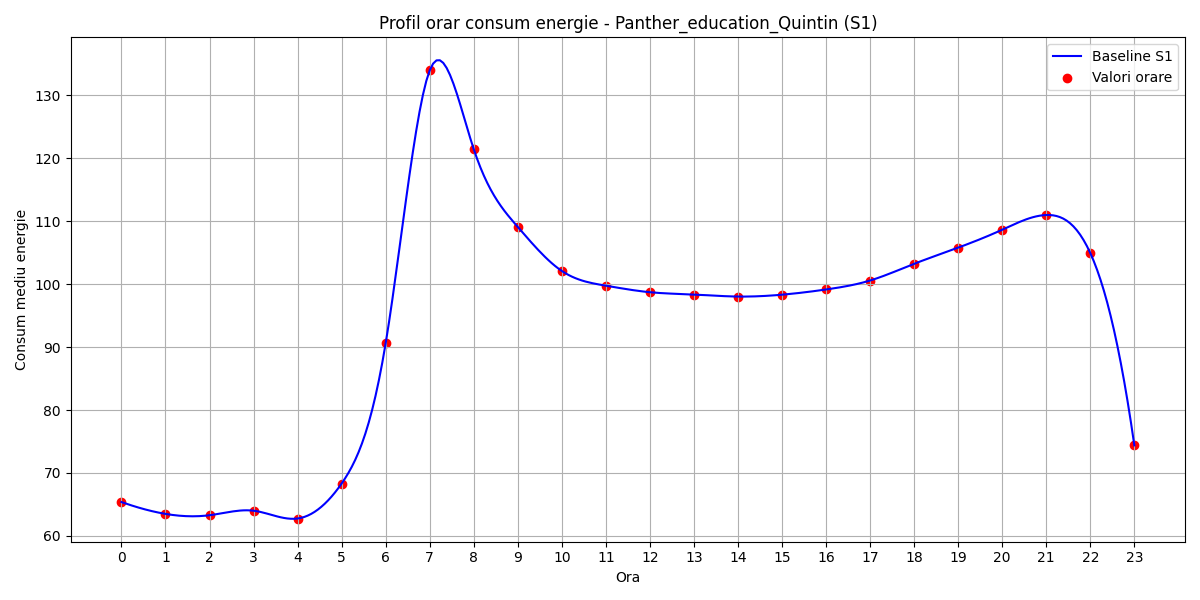 Profil orar consum energie - Panther_education_Quintin (S1)
Baseline S1
Valori orare
Consum mediu energie
130
120
110
100
90
80
70
60
0 1 2 3 4 5 6 7 8 9 10 11 12 13 14 15 16 17 18 19 20 21 22 23
Ora